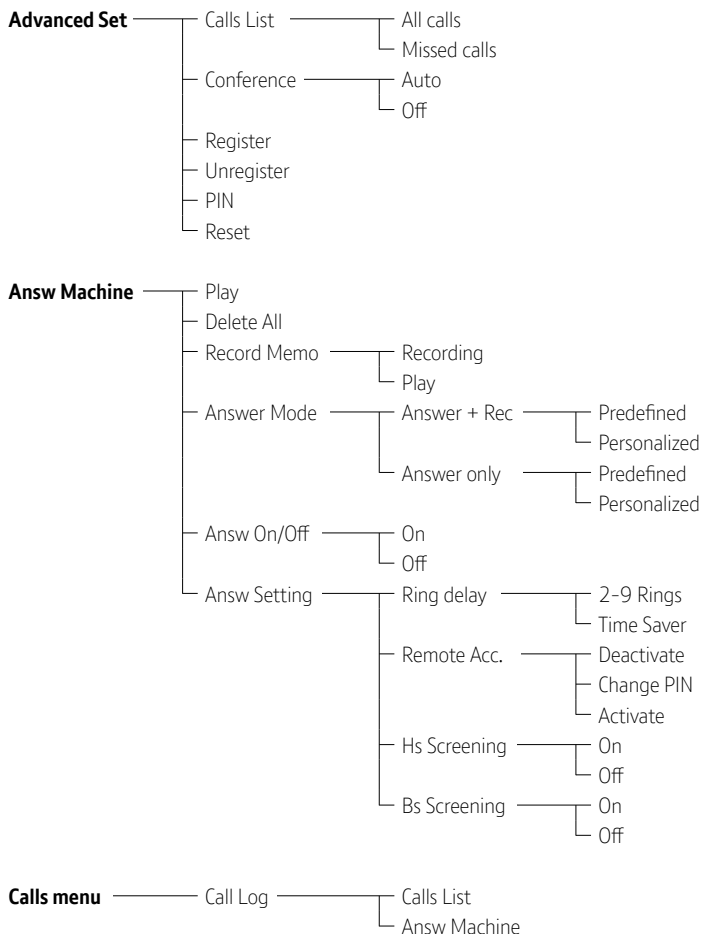 Advanced Set Calls List All calls
Missed calls
Conference Auto
Off
Register
Unregister
PIN
Reset
Answ Machine Play
Delete All
Record Memo Recording
Play
Answer Mode Answer + Rec Predefined
Personalized
Answer only Predefined
Personalized
Answ On/Off On
Off
Answ Setting Ring delay 2–9 Rings
Time Saver
Remote Acc. Deactivate
Change PIN
Activate
Hs Screening On
Off
Bs Screening On
Off
Calls menu Call Log Calls List
Answ Machine